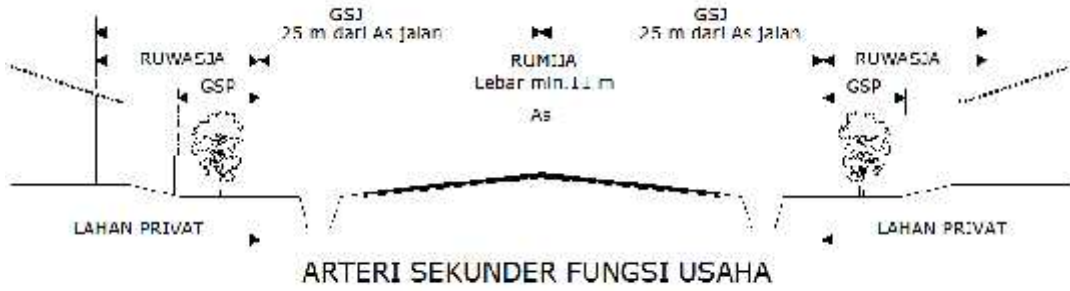 GSJ
25 m dari As jalan
GSJ
25 m dari As jalan
RUWASJA
RUMIJA
RUWASJA
GSP
Lebar min.11 m
GSP
As
LAHAN PRIVAT
LAHAN PRIVAT
ARTERI SEKUNDER FUNGSI USAHA